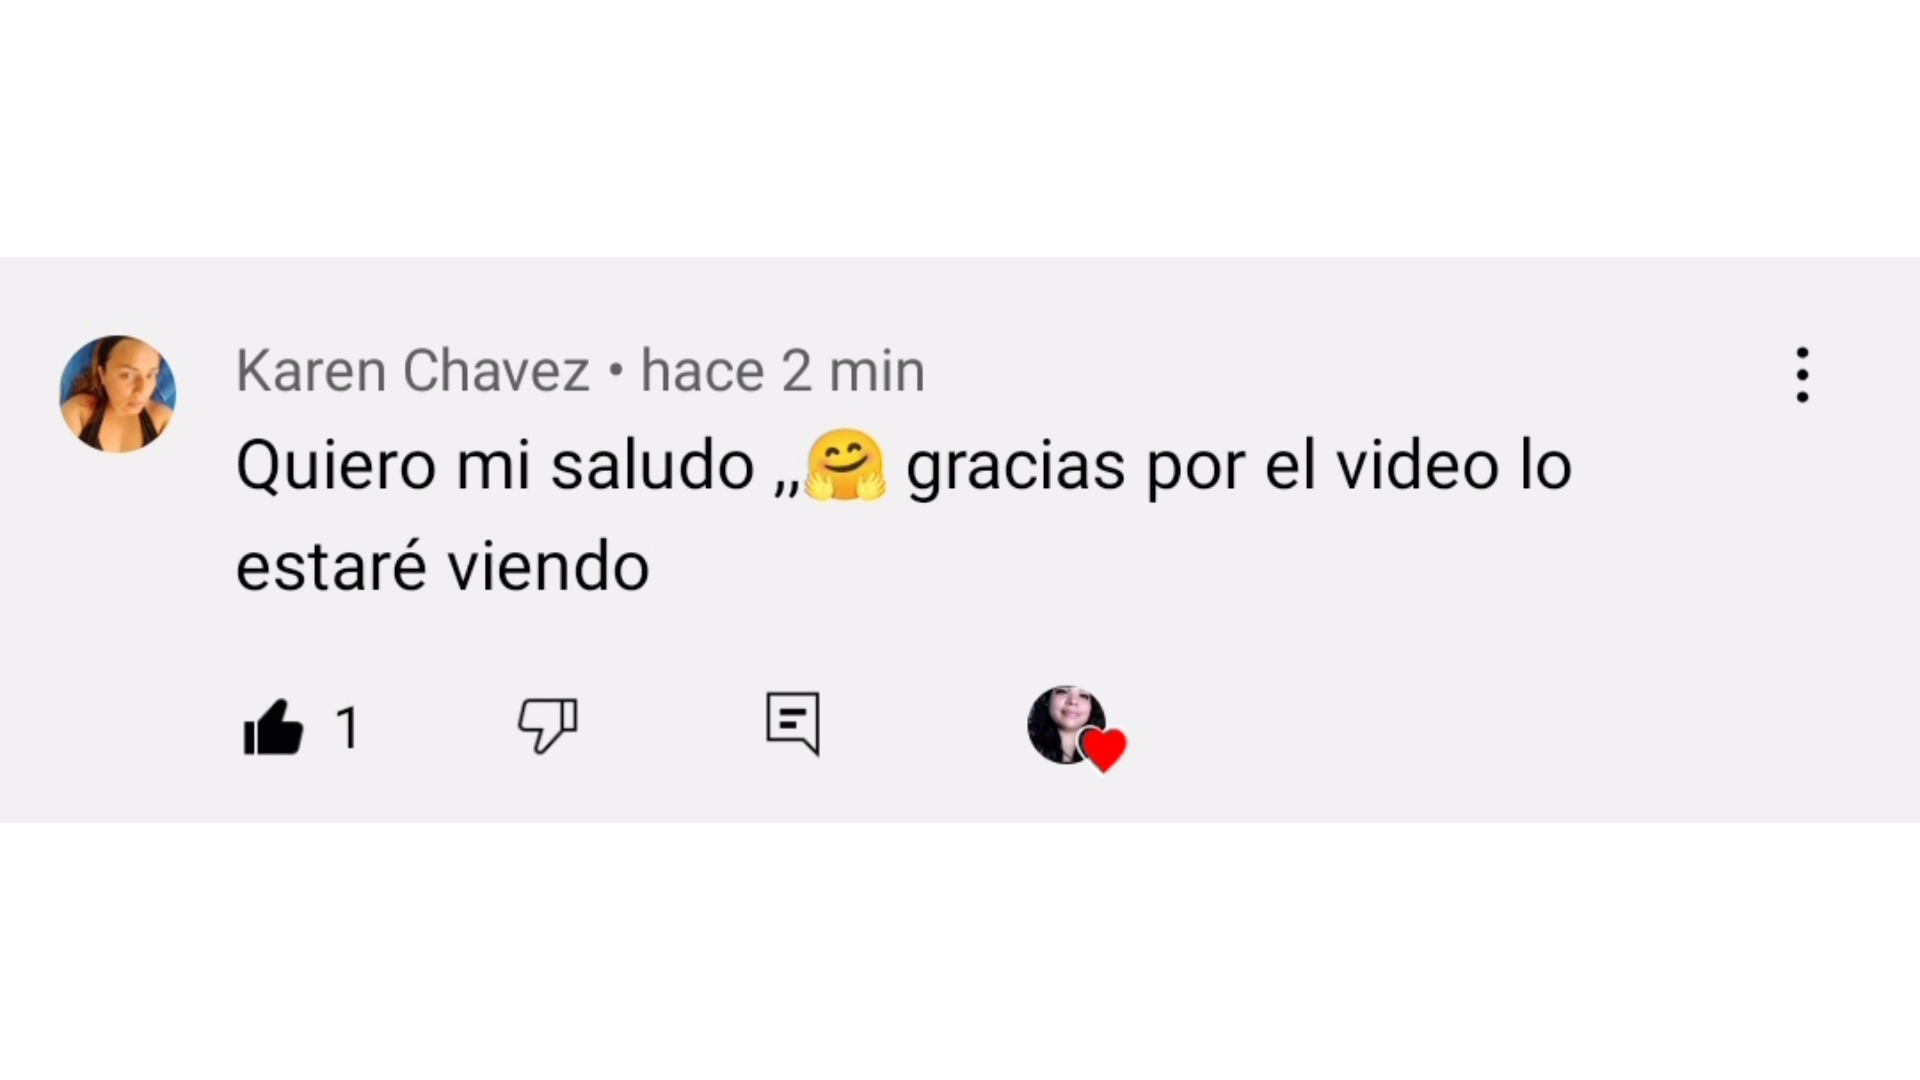 Karen Chavez • hace 2 min
Quiero mi saludo ,,🤗 gracias por el video lo
estaré viendo
1